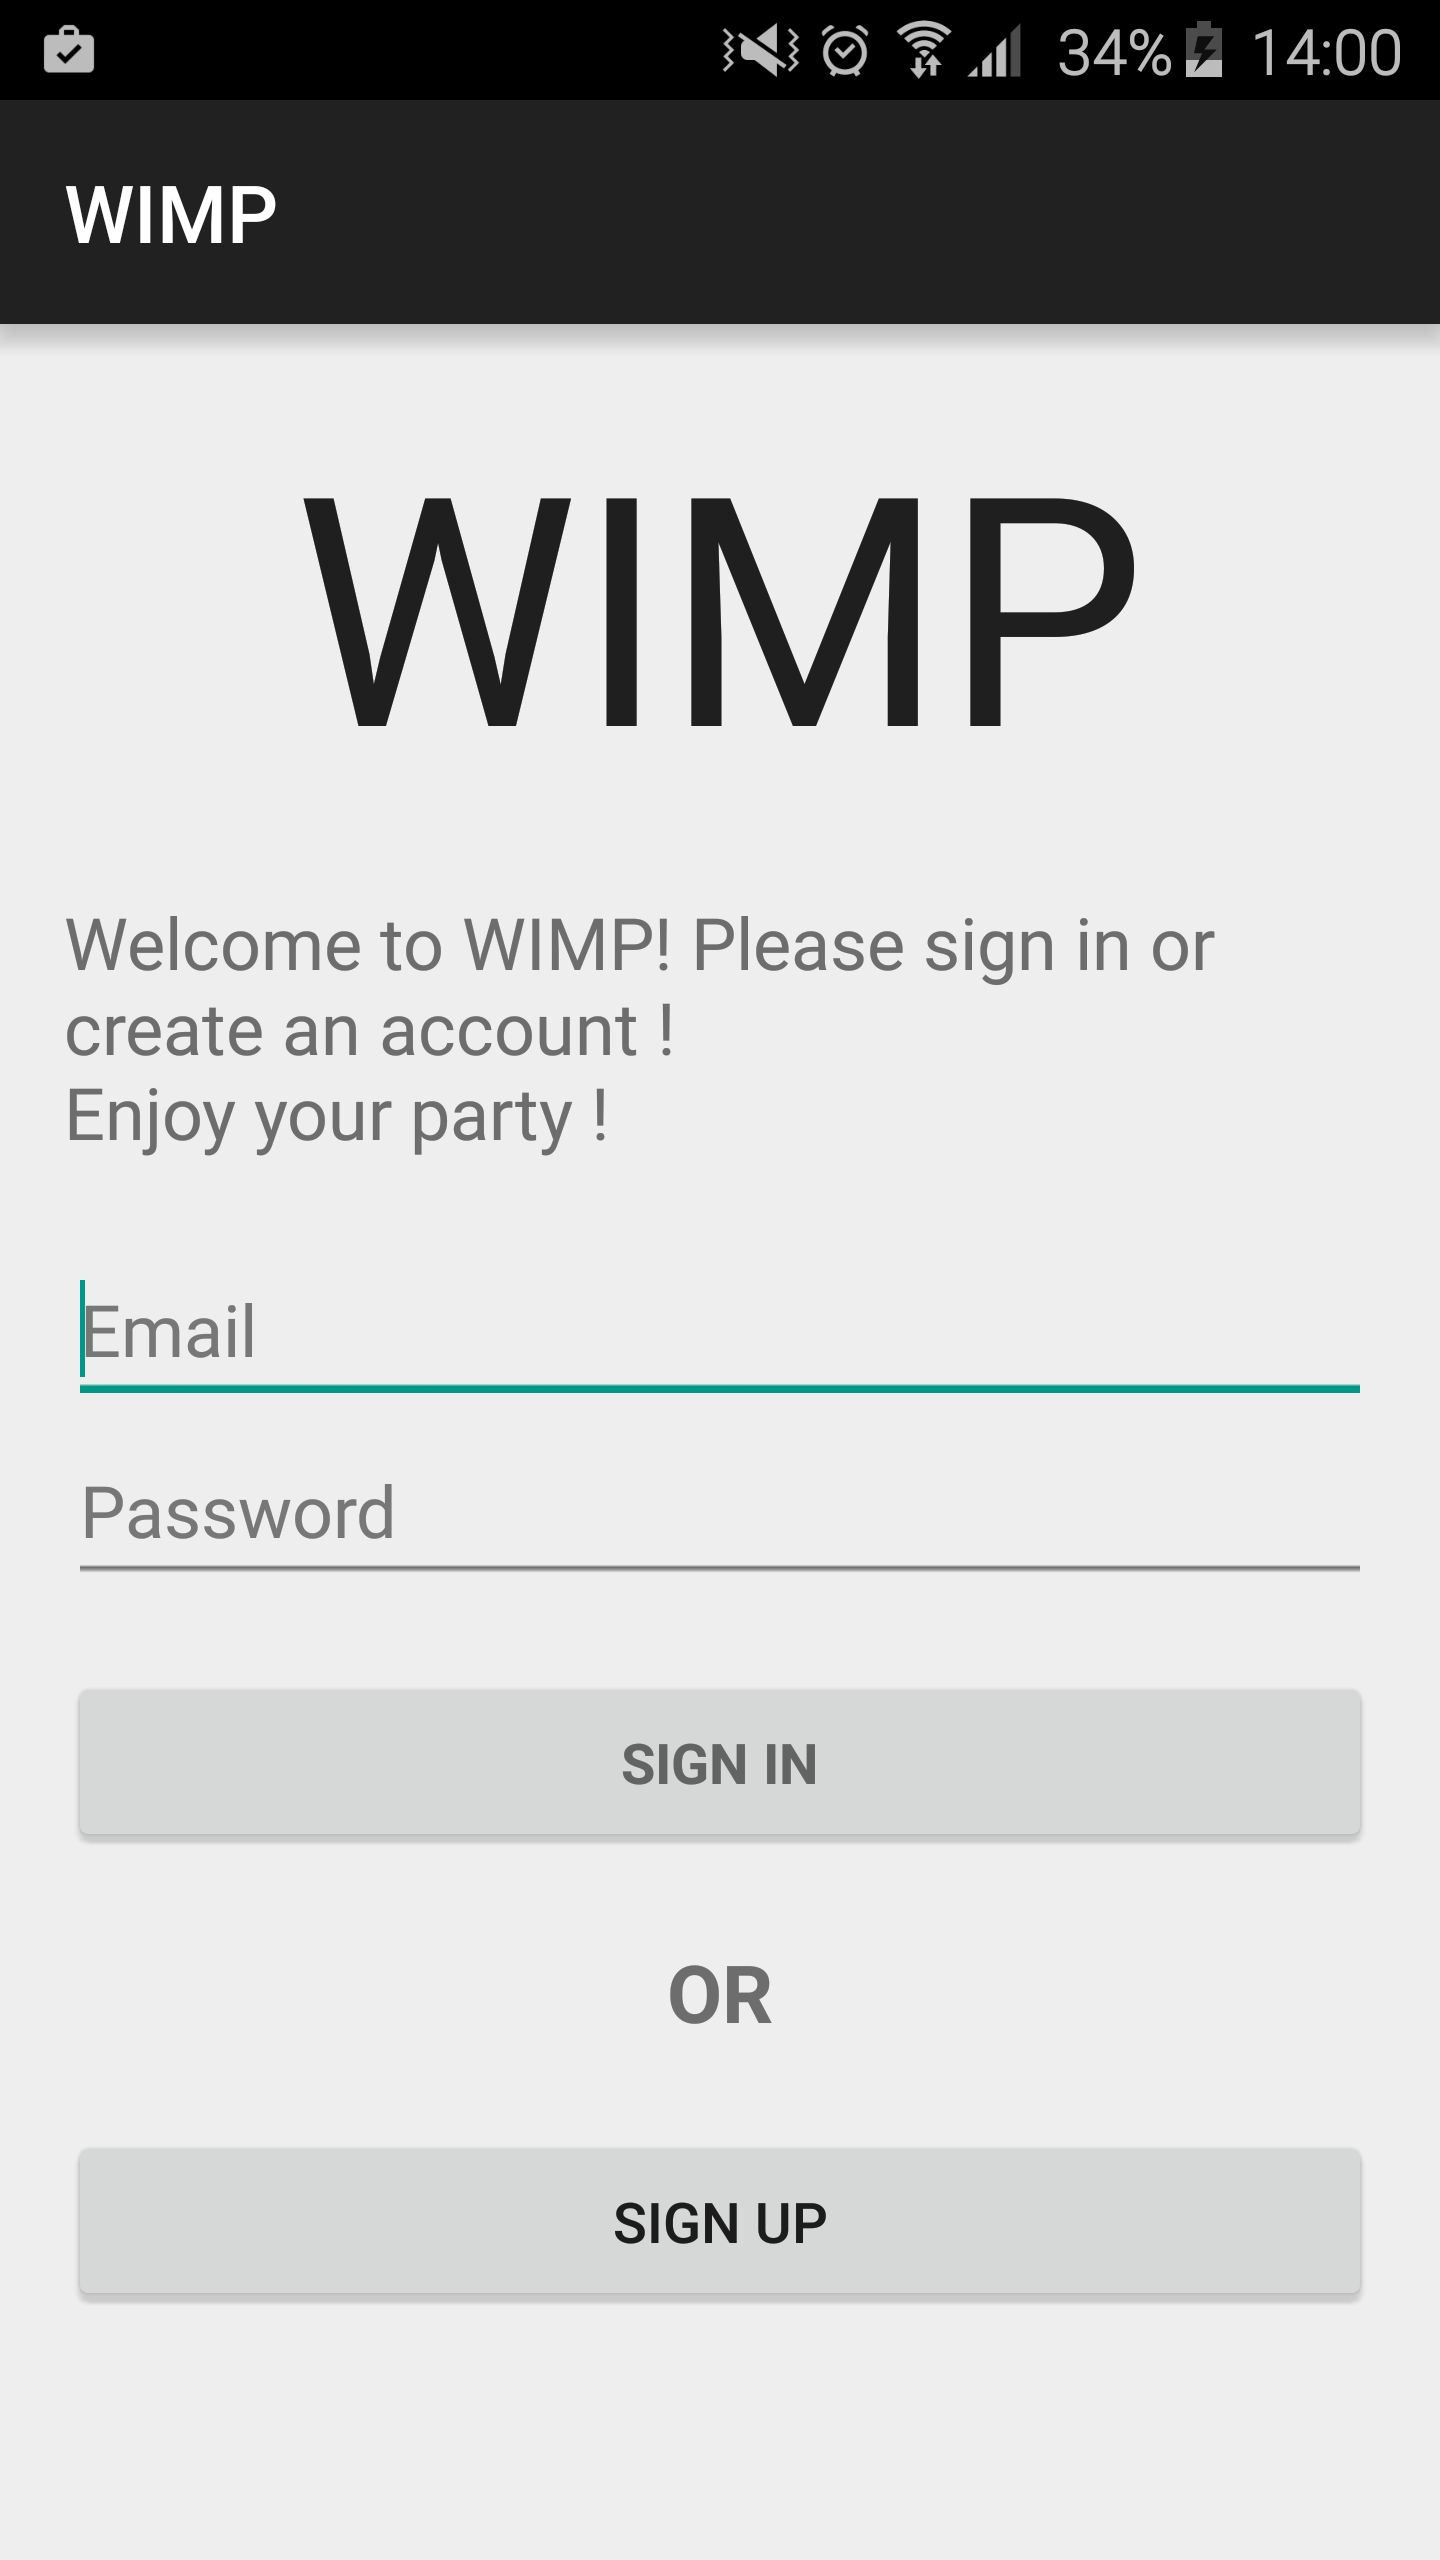 34% 14:00
WIMP
WIMP
Welcome to WIMP! Please sign in or
create an account !
Enjoy your party !
Email
Password
SIGN IN
OR
SIGN UP